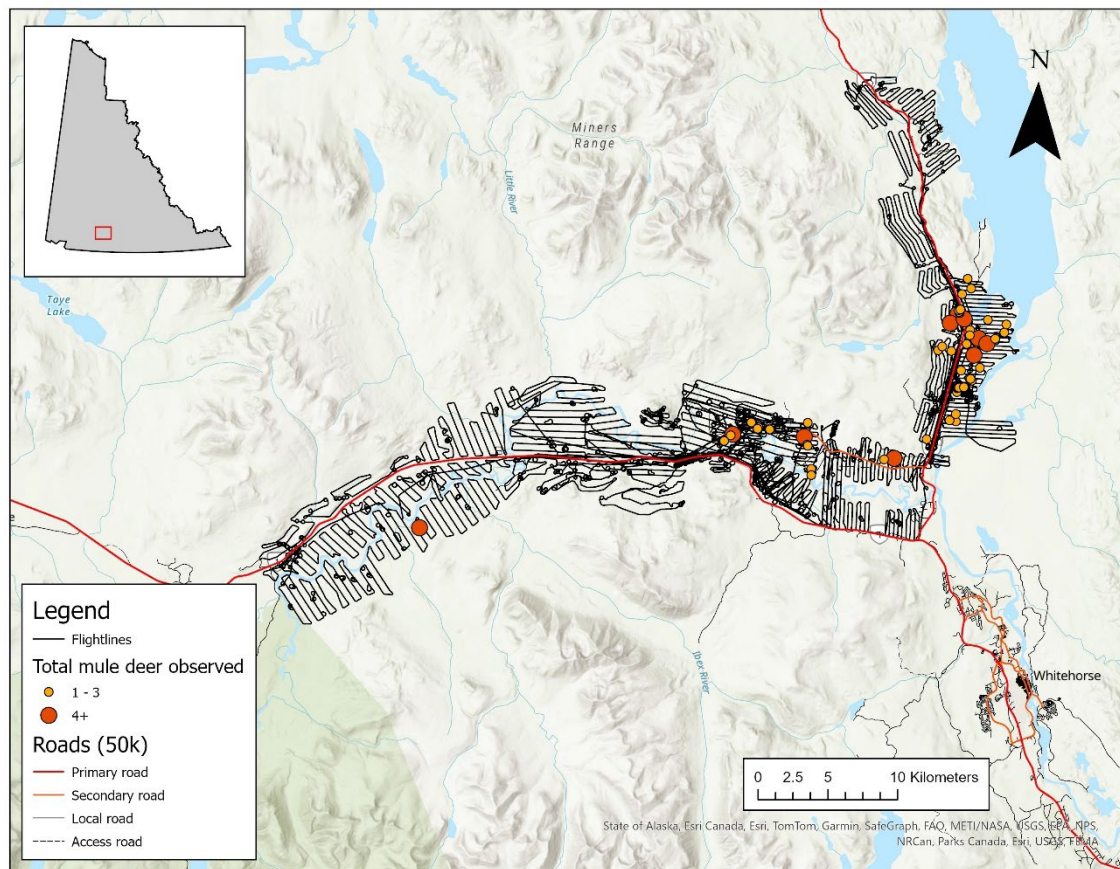 Miners
Range
N
Little River
Taye
Lake
Ibex River
Whitehorse
Legend
Flightlines
Total mule deer observed
1 - 3
4+
Roads (50k)
Primary road
Secondary road
Local road
Access road
0 2.5 5 10 Kilometers
State of Alaska, Esri Canada, Esri, TomTom, Garmin, SafeGraph, FAO, METI/NASA, USGS, EPA, NPS,
NRCan, Parks Canada, Esri, USGS, FEMA